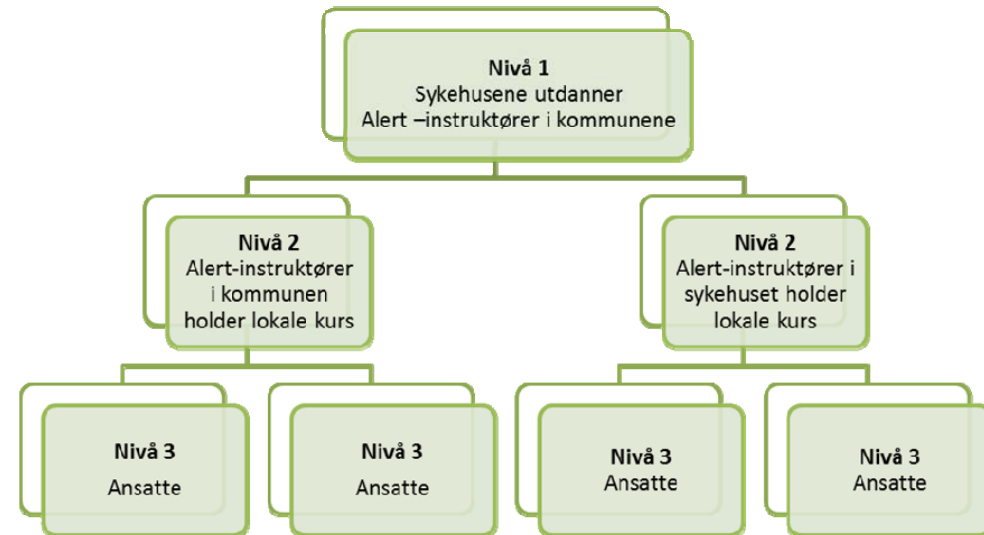 Nivå 1
Sykehusene utdanner
Alert –instruktører i kommunene
Nivå 2
Alert-instruktører
i kommunen
holder lokale kurs
Nivå 2
Alert-instruktører i
sykehuset holder
lokale kurs
Nivå 3
Ansatte
Nivå 3
Ansatte
Nivå 3
Ansatte
Nivå 3
Ansatte